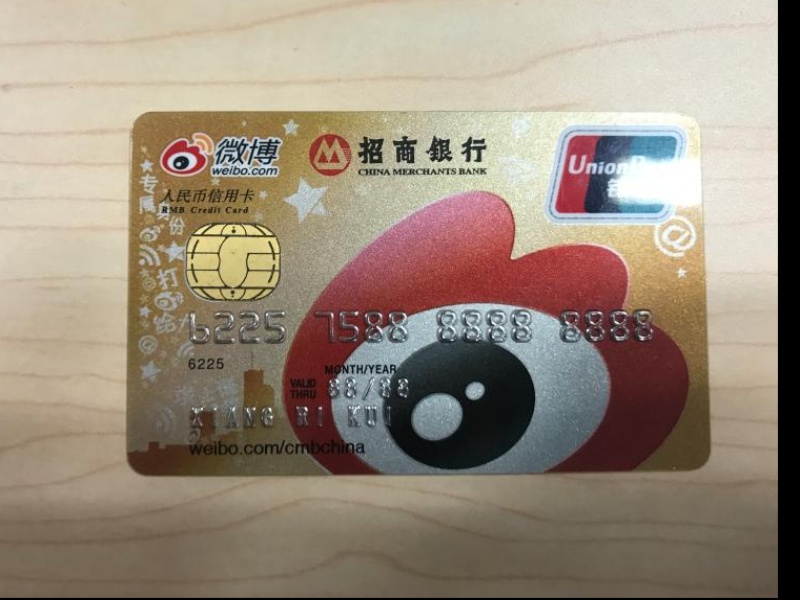 微博
weibo.com
招商银行
CHINA MERCHANTS BANK
Union
人民币信用卡
RMB Credit Card
@
6225 7588 8888 8888
6225
MONTH/YEAR
VALID
THRU 88/88
XIANG RI KUI
weibo.com/cmbchina